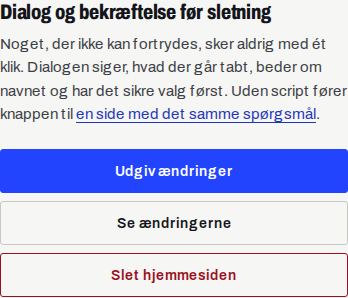 Dialog og bekræftelse før sletning
Noget, der ikke kan fortrydes, sker aldrig med ét
klik. Dialogen siger, hvad der går tabt, beder om
navnet og har det sikre valg først. Uden script fører
knappen til en side med det samme spørgsmål.
Udgiv ændringer
Se ændringerne
Slet hjemmesiden